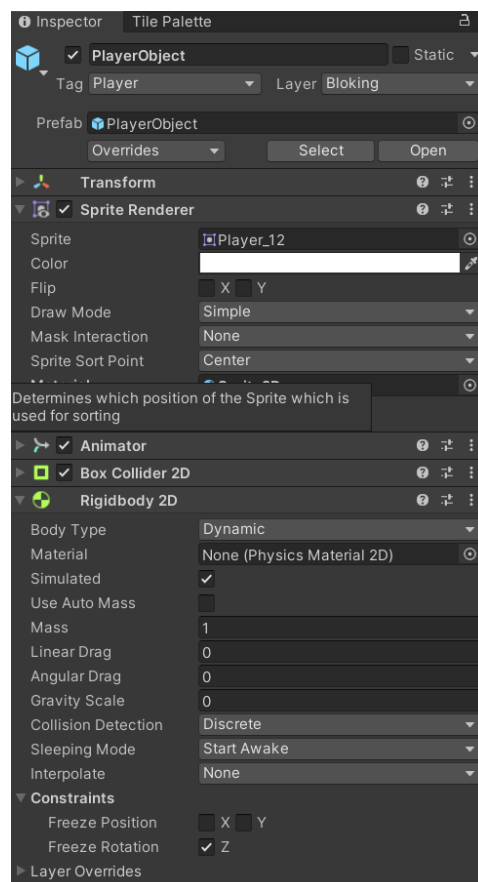 Inspector Tile Palette
PlayerObject Static
Tag Player Layer Bloking
Prefab PlayerObject
Overrides Select Open
Transform
Sprite Renderer
Sprite Player_12
Color
Flip X Y
Draw Mode Simple
Mask Interaction None
Sprite Sort Point Center
Determines which position of the Sprite which is
used for sorting
Animator
Box Collider 2D
Rigidbody 2D
Body Type Dynamic
Material None (Physics Material 2D)
Simulated
Use Auto Mass
Mass 1
Linear Drag 0
Angular Drag 0
Gravity Scale 0
Collision Detection Discrete
Sleeping Mode Start Awake
Interpolate None
Constraints
Freeze Position X Y
Freeze Rotation Z
Layer Overrides